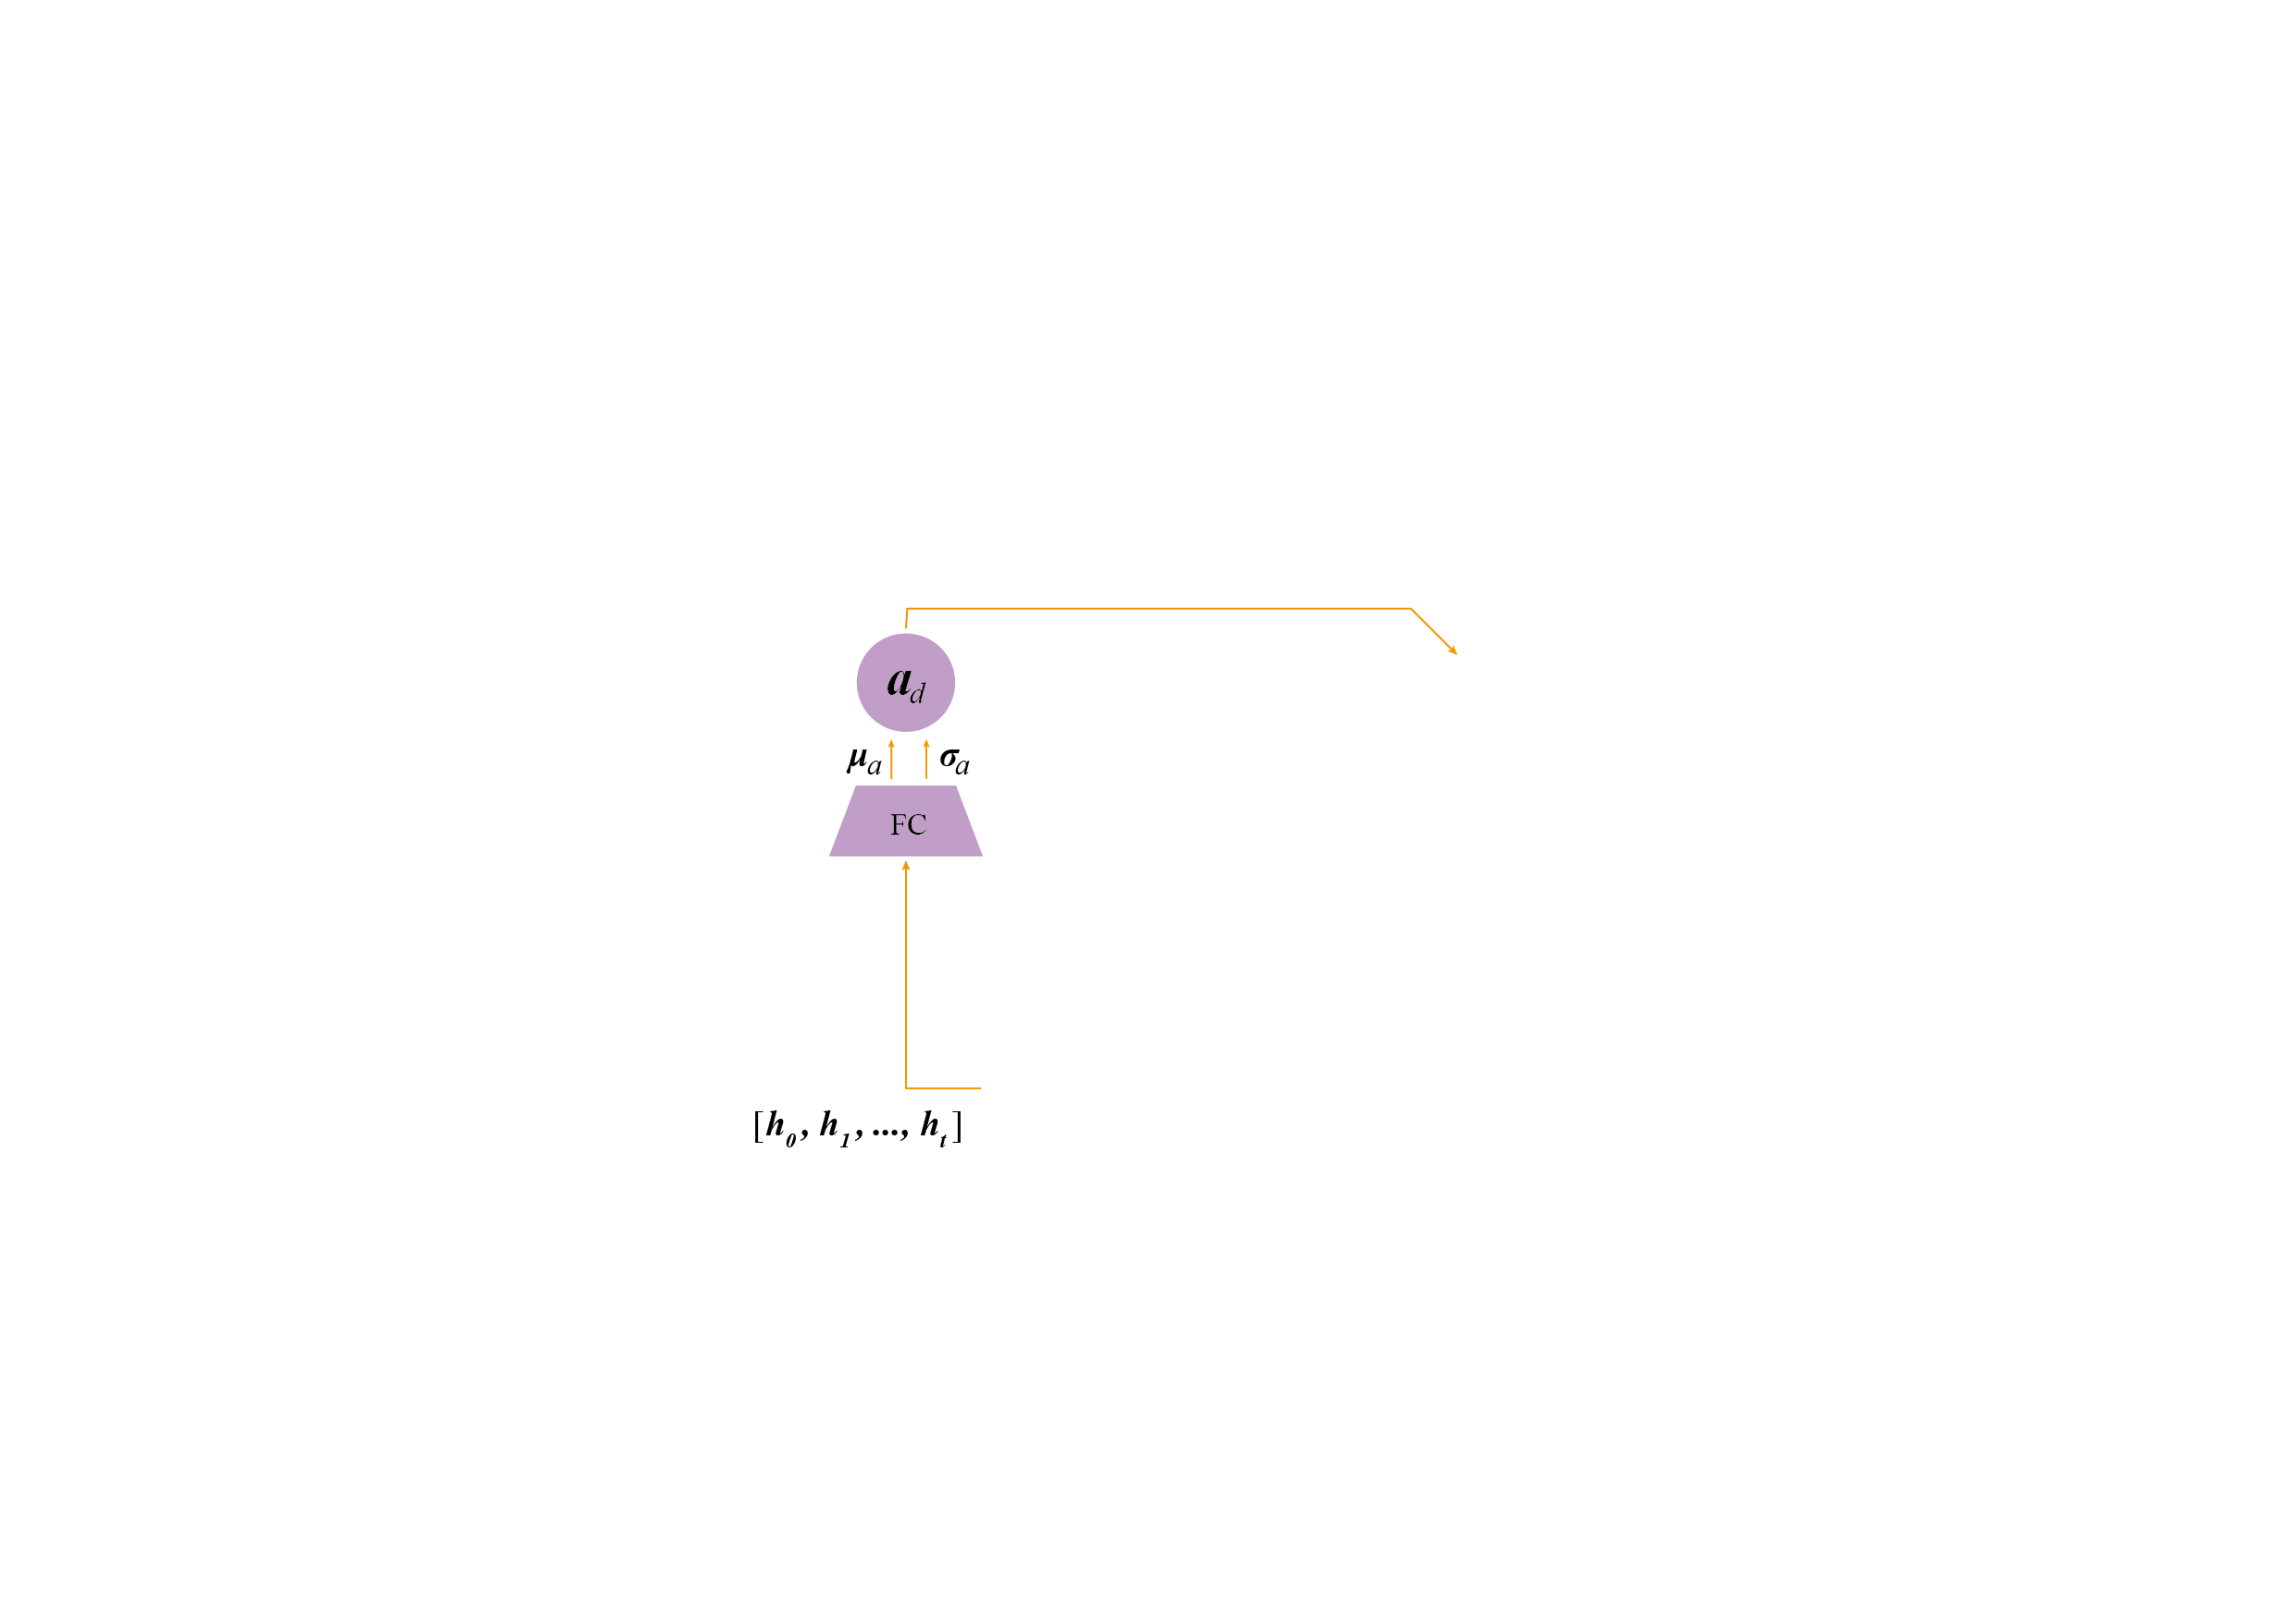 a_d
μ_a σ_a
FC
[h_0, h_1, ..., h_t]